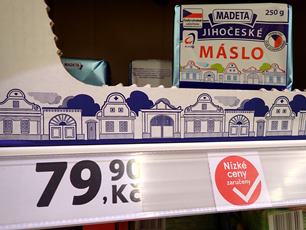 MADETA
250 g
JIHOČESKÉ
MÁSLO
79,90
Kč
Nízké
ceny
zaručeny